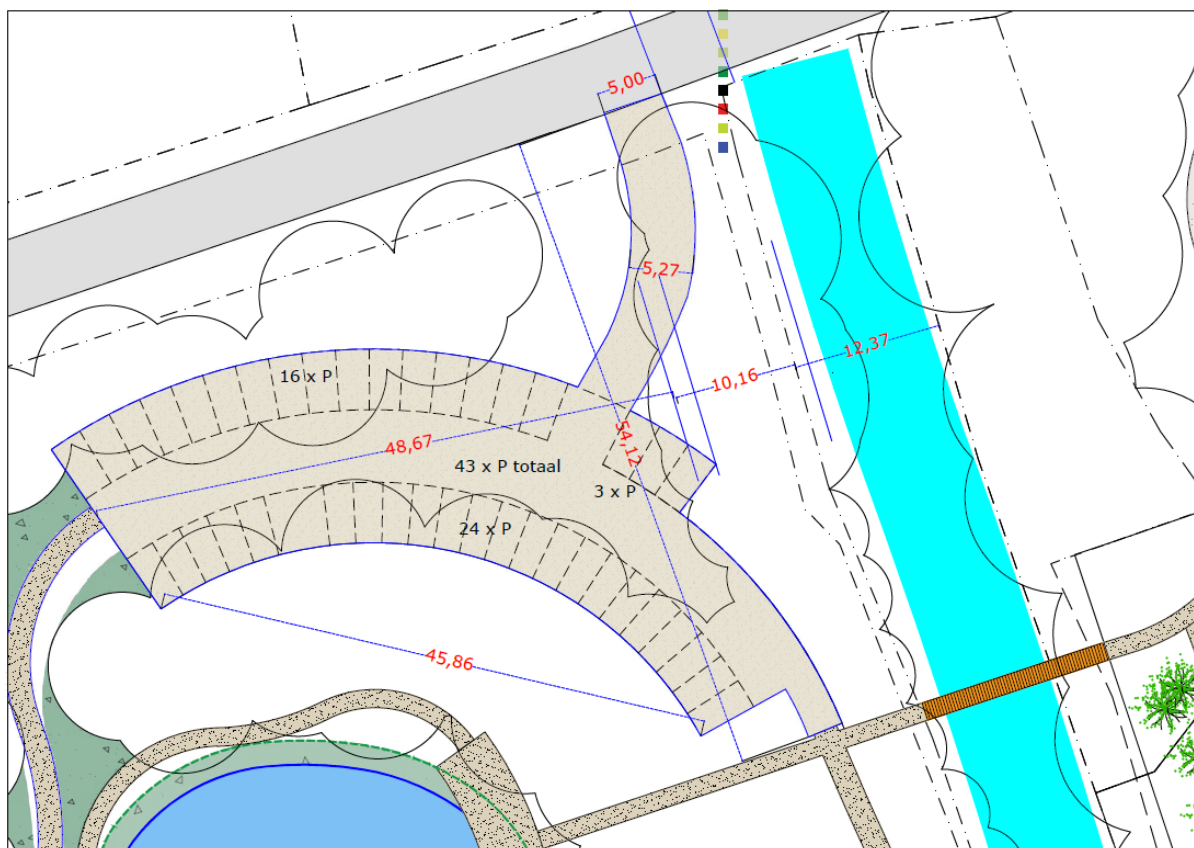 5,00
5,27
12,37
10,16
16 x P
48,67
54,12
43 x P totaal
3 x P
24 x P
45,86